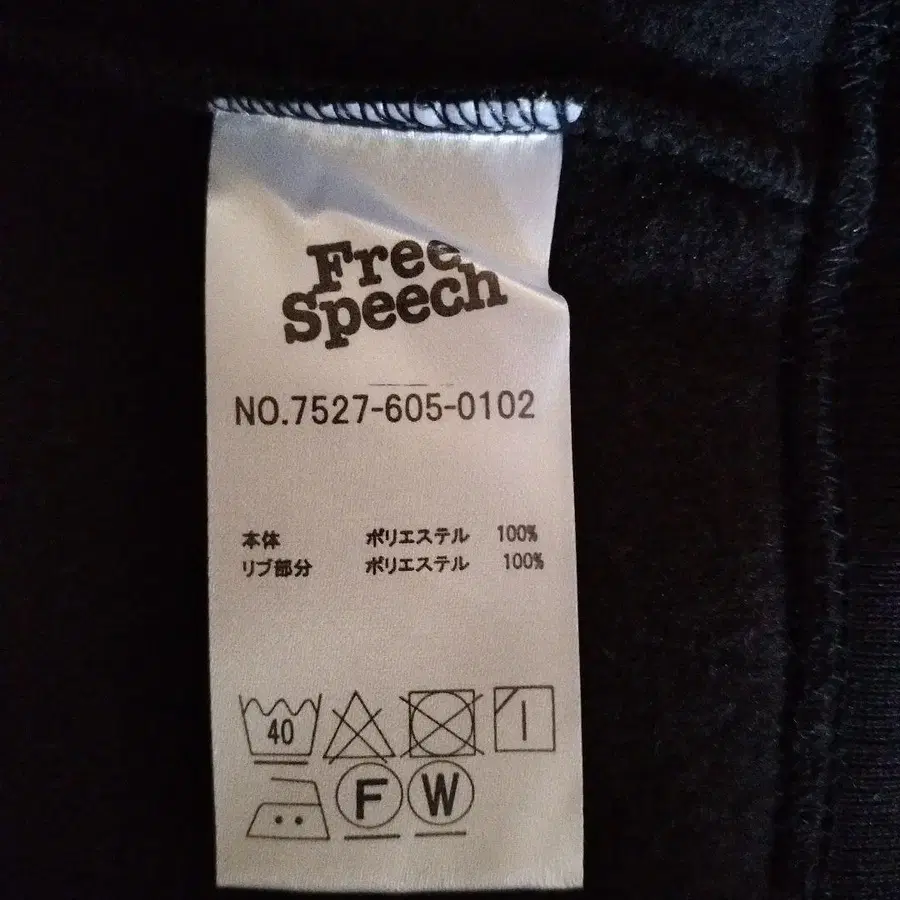 Free
Speech
NO.7527-605-0102
本体 ポリエステル 100%
リブ部分 ポリエステル 100%
40
F W